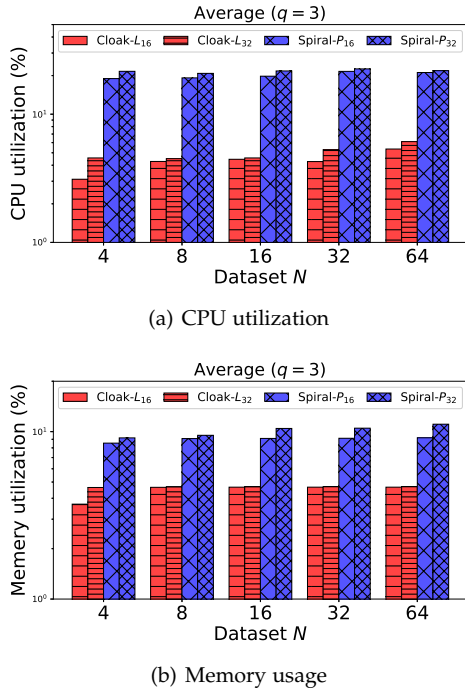 Average (q = 3)
Cloak-L16 Cloak-L32 Spiral-P16 Spiral-P32
CPU utilization (%)
10^1
10^0
4 8 16 32 64
Dataset N
(a) CPU utilization
Average (q = 3)
Cloak-L16 Cloak-L32 Spiral-P16 Spiral-P32
Memery utilization (%)
10^1
10^0
4 8 16 32 64
Dataset N
(b) Memory usage